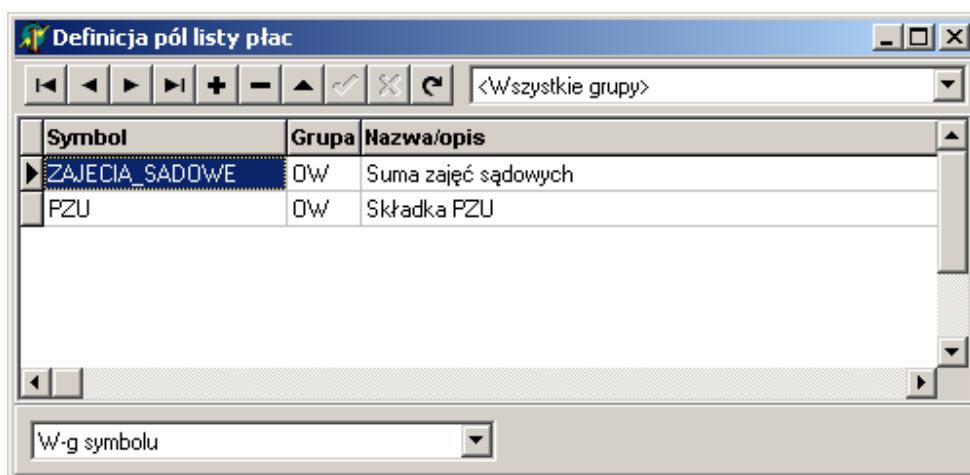 Definicja pól listy płac
<Wszystkie grupy>
Symbol Grupa Nazwa/opis
ZAJECIA_SADOWE OW Suma zajęć sądowych
PZU OW Składka PZU
W-g symbolu